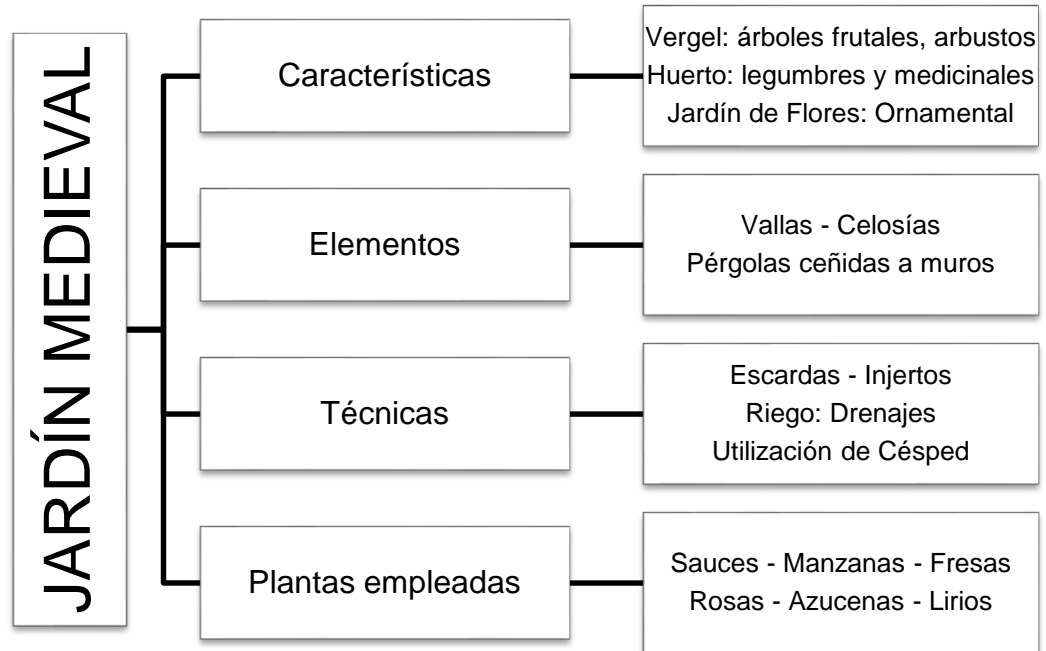 JARDÍN MEDIEVAL
Características
Vergel: árboles frutales, arbustos
Huerto: legumbres y medicinales
Jardín de Flores: Ornamental
Elementos
Vallas - Celosías
Pérgolas ceñidas a muros
Técnicas
Escardas - Injertos
Riego: Drenajes
Utilización de Césped
Plantas empleadas
Sauces - Manzanas - Fresas
Rosas - Azucenas - Lirios